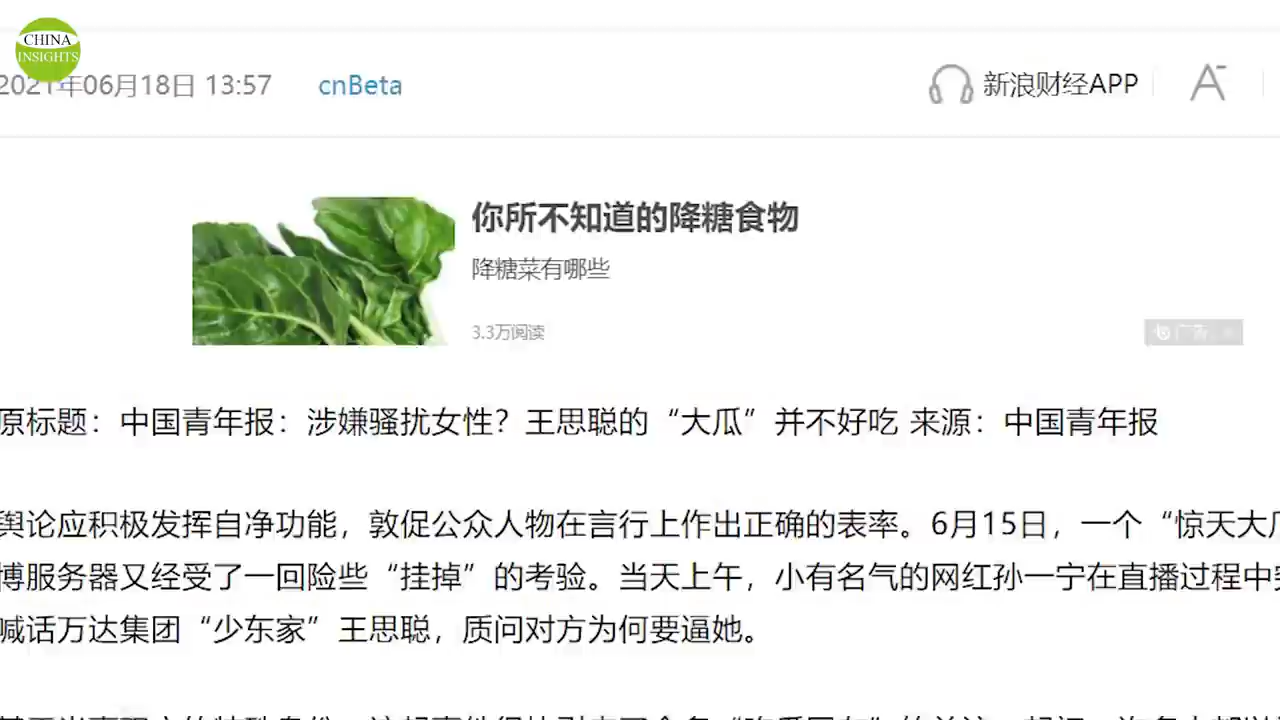 CHINA
INSIGHTS
2021年06月18日 13:57 cnBeta 新浪财经APP A-
你所不知道的降糖食物
降糖菜有哪些
3.3万阅读
广告
原标题：中国青年报：涉嫌骚扰女性？王思聪的“大瓜”并不好吃 来源：中国青年报
舆论应积极发挥自净功能，敦促公众人物在言行上作出正确的表率。6月15日，一个“惊天大
博服务器又经受了一回险些“挂掉”的考验。当天上午，小有名气的网红孙一宁在直播过程中
喊话万达集团“少东家”王思聪，质问对方为何要逼她。